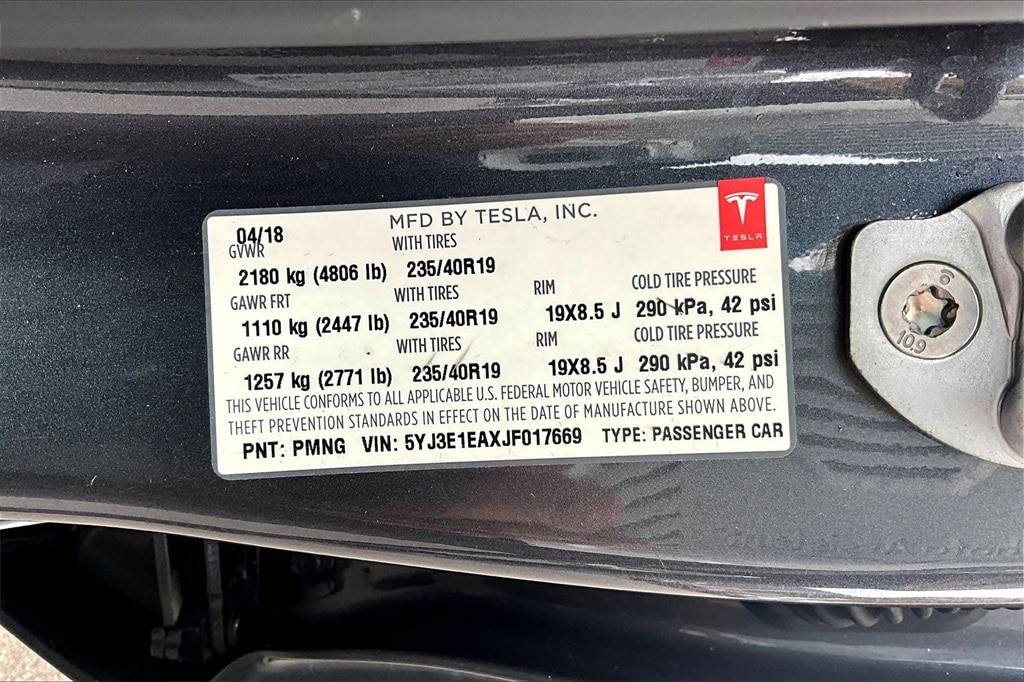 MFD BY TESLA, INC.
TESLA
04/18
GVWR WITH TIRES
2180 kg (4806 lb) 235/40R19
GAWR FRT WITH TIRES RIM COLD TIRE PRESSURE
1110 kg (2447 lb) 235/40R19 19X8.5 J 290 kPa, 42 psi
GAWR RR WITH TIRES RIM COLD TIRE PRESSURE
1257 kg (2771 lb) 235/40R19 19X8.5 J 290 kPa, 42 psi
THIS VEHICLE CONFORMS TO ALL APPLICABLE U.S. FEDERAL MOTOR VEHICLE SAFETY, BUMPER, AND
THEFT PREVENTION STANDARDS IN EFFECT ON THE DATE OF MANUFACTURE SHOWN ABOVE.
PNT: PMNG VIN: 5YJ3E1EAXJF017669 TYPE: PASSENGER CAR
10.9